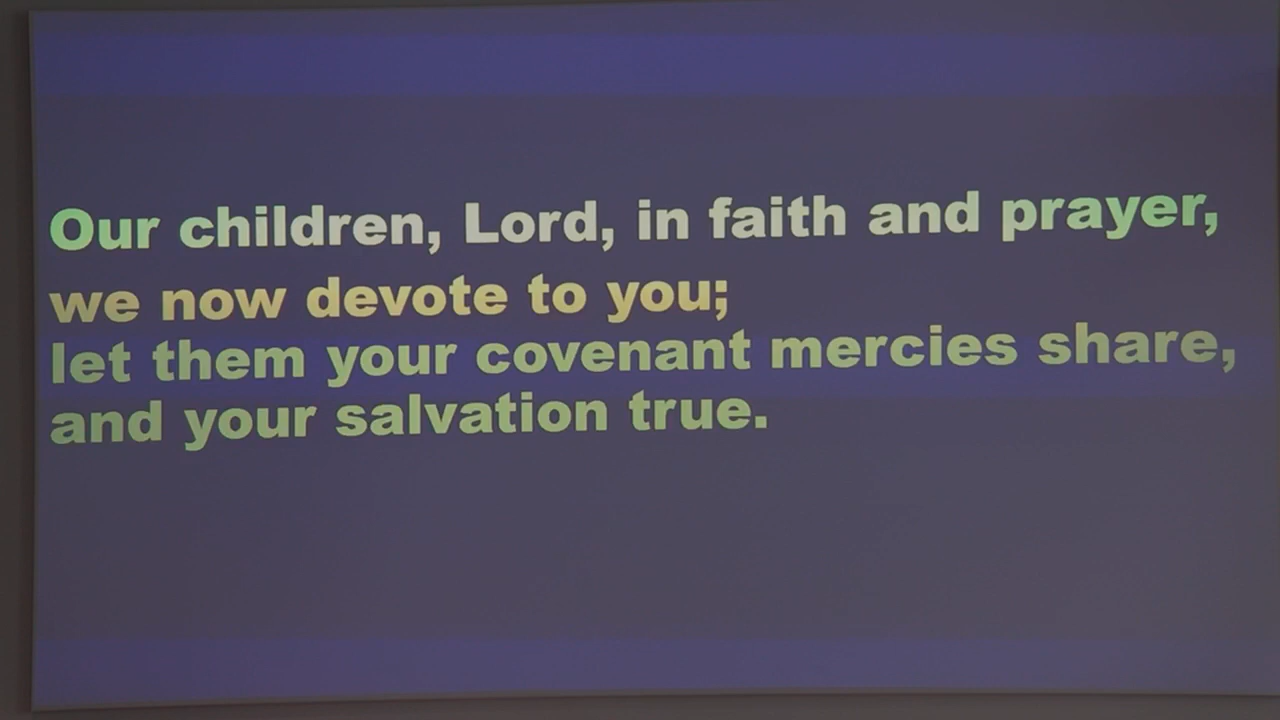 Our children, Lord, in faith and prayer,
we now devote to you;
let them your covenant mercies share,
and your salvation true.